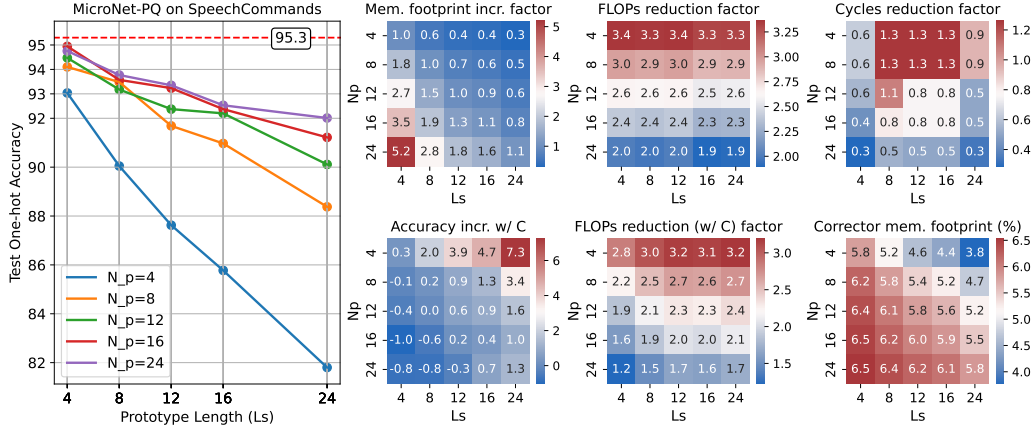 MicroNet-PQ on SpeechCommands
95.3
Test One-hot Accuracy
95
94
93
92
90
88
86
84
82
N_p=4
N_p=8
N_p=12
N_p=16
N_p=24
4 8 12 16 24
Prototype Length (Ls)
Mem. footprint incr. factor
Np
4 1.0 0.6 0.4 0.4 0.3
8 1.8 1.0 0.7 0.6 0.5
12 2.7 1.5 1.0 0.9 0.6
16 3.5 1.9 1.3 1.1 0.8
24 5.2 2.8 1.8 1.6 1.1
4 8 12 16 24
Ls
5
4
3
2
1
FLOPs reduction factor
Np
4 3.4 3.3 3.4 3.3 3.3
8 3.0 2.9 3.0 2.9 2.9
12 2.6 2.6 2.6 2.5 2.5
16 2.4 2.3 2.4 2.3 2.3
24 2.0 2.0 2.0 1.9 1.9
4 8 12 16 24
Ls
3.25
3.00
2.75
2.50
2.25
2.00
Cycles reduction factor
Np
4 0.6 1.3 1.3 1.3 0.9
8 0.6 1.3 1.3 1.3 0.9
12 0.6 1.1 0.8 0.8 0.5
16 0.4 0.8 0.8 0.8 0.5
24 0.3 0.5 0.5 0.5 0.3
4 8 12 16 24
Ls
1.2
1.0
0.8
0.6
0.4
Accuracy incr. w/ C
Np
4 0.3 2.0 3.9 4.7 7.3
8 -0.1 0.2 0.9 1.3 3.4
12 -0.4 0.0 0.6 0.9 1.6
16 -1.0 -0.6 0.2 0.4 1.0
24 -0.8 -0.8 -0.3 0.7 1.3
4 8 12 16 24
Ls
6
4
2
0
FLOPs reduction (w/ C) factor
Np
4 2.8 3.0 3.2 3.1 3.2
8 2.2 2.5 2.7 2.6 2.7
12 1.9 2.1 2.3 2.3 2.4
16 1.6 1.9 2.0 2.0 2.1
24 1.2 1.5 1.7 1.6 1.7
4 8 12 16 24
Ls
3.0
2.5
2.0
1.5
Corrector mem. footprint (%)
Np
4 5.8 5.2 4.6 4.4 3.8
8 6.2 5.8 5.4 5.2 4.7
12 6.4 6.1 5.8 5.6 5.2
16 6.5 6.2 6.0 5.9 5.5
24 6.5 6.4 6.2 6.1 5.8
4 8 12 16 24
Ls
6.5
6.0
5.5
5.0
4.5
4.0